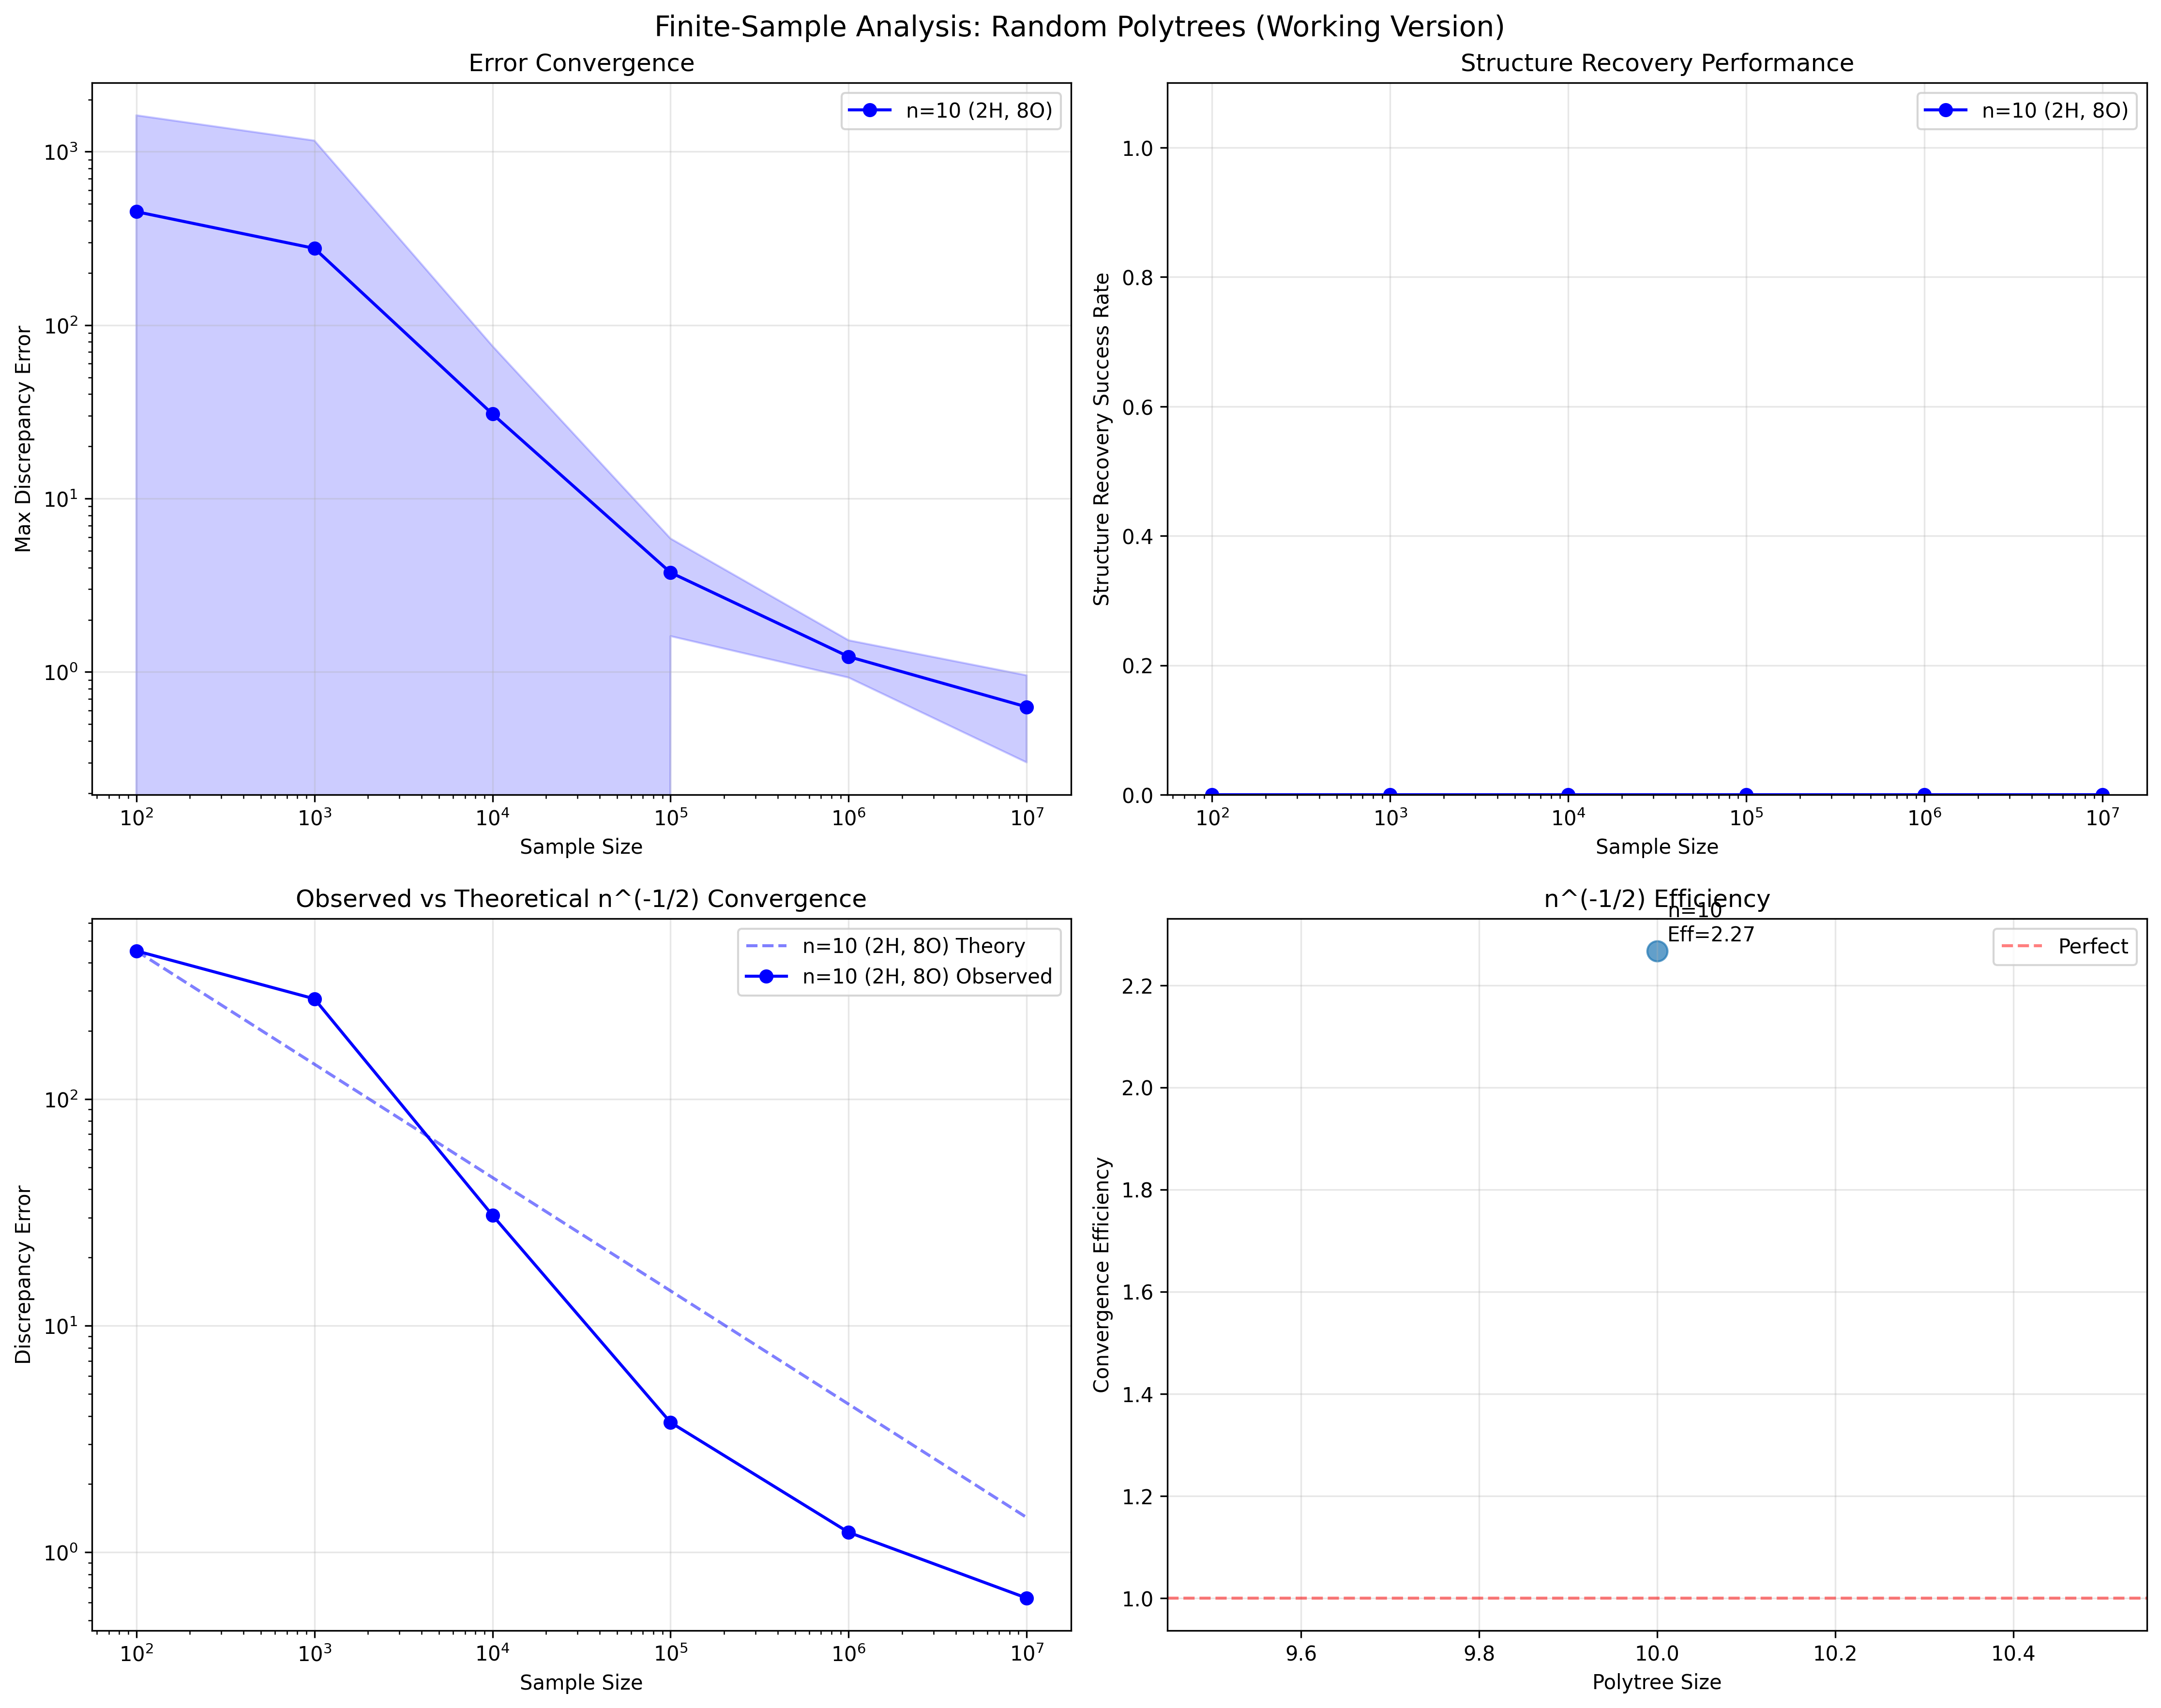 Finite-Sample Analysis: Random Polytrees (Working Version)
Error Convergence
n=10 (2H, 8O)
Max Discrepancy Error
10³
10²
10¹
10⁰
10² 10³ 10⁴ 10⁵ 10⁶ 10⁷
Sample Size
Structure Recovery Performance
n=10 (2H, 8O)
Structure Recovery Success Rate
1.0
0.8
0.6
0.4
0.2
0.0
10² 10³ 10⁴ 10⁵ 10⁶ 10⁷
Sample Size
Observed vs Theoretical n^(-1/2) Convergence
n=10 (2H, 8O) Theory
n=10 (2H, 8O) Observed
Discrepancy Error
10²
10¹
10⁰
10² 10³ 10⁴ 10⁵ 10⁶ 10⁷
Sample Size
n^(-1/2) Efficiency
n=10
Eff=2.27
Perfect
Convergence Efficiency
2.2
2.0
1.8
1.6
1.4
1.2
1.0
9.6 9.8 10.0 10.2 10.4
Polytree Size